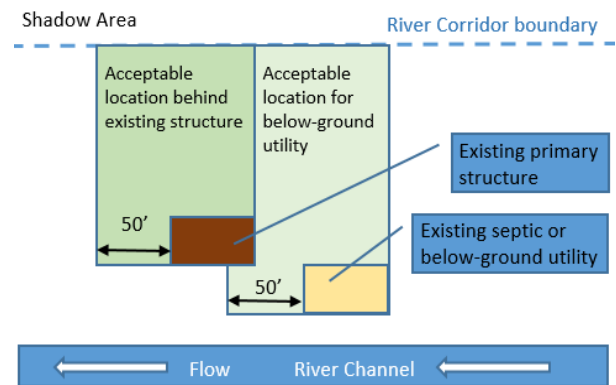 Shadow Area
River Corridor boundary
Acceptable
location behind
existing structure
Acceptable
location for
below-ground
utility
Existing primary
structure
50’
Existing septic or
below-ground utility
50’
Flow
River Channel